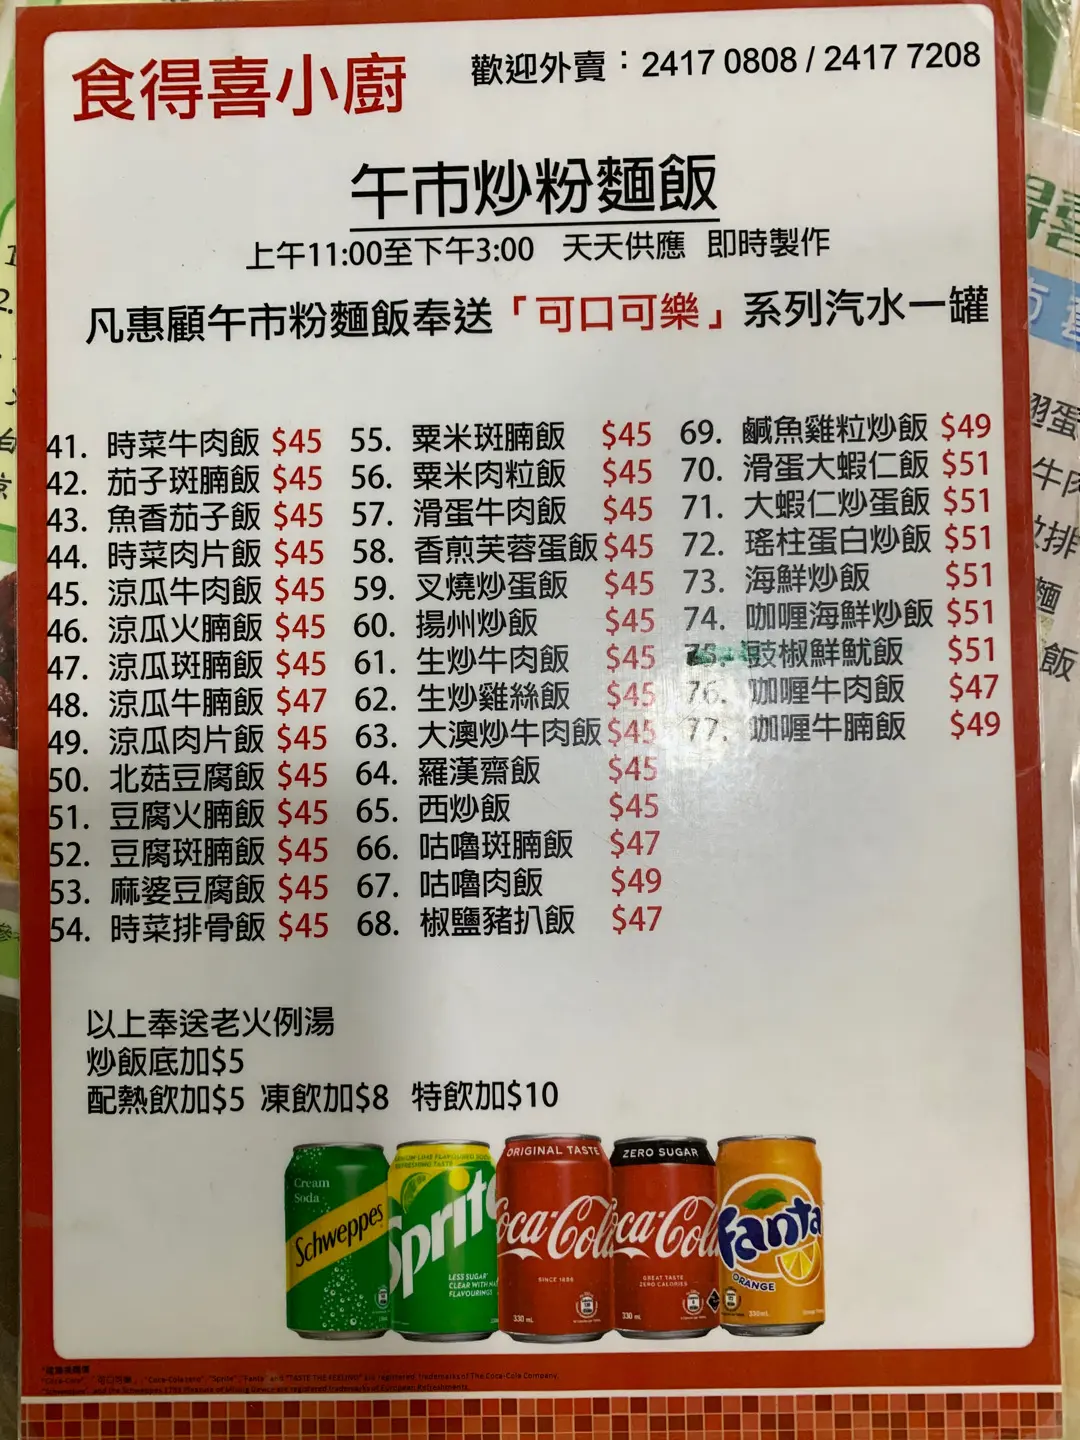 食得喜小廚
歡迎外賣：2417 0808 / 2417 7208
午市炒粉麵飯
上午11:00至下午3:00 天天供應 即時製作
凡惠顧午市粉麵飯奉送「可口可樂」系列汽水一罐
41. 時菜牛肉飯 $45
42. 茄子斑腩飯 $45
43. 魚香茄子飯 $45
44. 時菜肉片飯 $45
45. 涼瓜牛肉飯 $45
46. 涼瓜火腩飯 $45
47. 涼瓜斑腩飯 $45
48. 涼瓜牛腩飯 $47
49. 涼瓜肉片飯 $45
50. 北菇豆腐飯 $45
51. 豆腐火腩飯 $45
52. 豆腐斑腩飯 $45
53. 麻婆豆腐飯 $45
54. 時菜排骨飯 $45
55. 粟米斑腩飯 $45
56. 粟米肉粒飯 $45
57. 滑蛋牛肉飯 $45
58. 香煎芙蓉蛋飯 $45
59. 叉燒炒蛋飯 $45
60. 揚州炒飯 $45
61. 生炒牛肉飯 $45
62. 生炒雞絲飯 $45
63. 大澳炒牛肉飯 $45
64. 羅漢齋飯 $45
65. 西炒飯 $45
66. 咕嚕斑腩飯 $47
67. 咕嚕肉飯 $49
68. 椒鹽豬扒飯 $47
69. 鹹魚雞粒炒飯 $49
70. 滑蛋大蝦仁飯 $51
71. 大蝦仁炒蛋飯 $51
72. 瑤柱蛋白炒飯 $51
73. 海鮮炒飯 $51
74. 咖喱海鮮炒飯 $51
75. 豉椒鮮魷飯 $51
76. 咖喱牛肉飯 $47
77. 咖喱牛腩飯 $49
以上奉送老火例湯
炒飯底加$5
配熱飲加$5 凍飲加$8 特飲加$10
Cream
Soda
Schweppes
Sprite
LESS SUGAR
CLEAR WITH
FLAVOURINGS
ORIGINAL TASTE
Coca-Cola
SINCE 1886
330 mL
ZERO SUGAR
Coca-Cola
GREAT TASTE
ZERO CALORIES
330 mL
Fanta
ORANGE
330mL